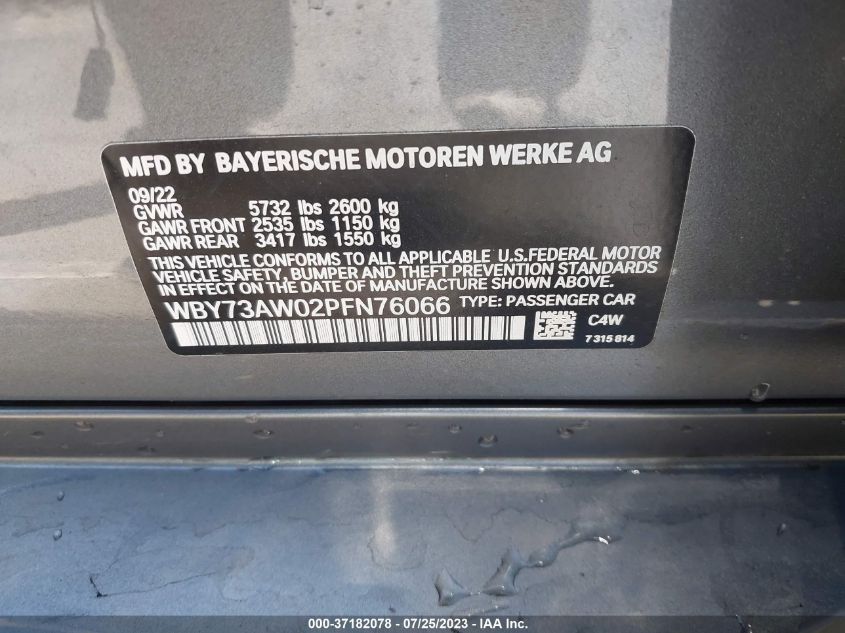 MFD BY BAYERISCHE MOTOREN WERKE AG
09/22
GVWR 5732 lbs 2600 kg
GAWR FRONT 2535 lbs 1150 kg
GAWR REAR 3417 lbs 1550 kg
THIS VEHICLE CONFORMS TO ALL APPLICABLE U.S.FEDERAL MOTOR
VEHICLE SAFETY, BUMPER AND THEFT PREVENTION STANDARDS
IN EFFECT ON THE DATE OF MANUFACTURE SHOWN ABOVE.
WBY73AW02PFN76066 TYPE: PASSENGER CAR
C4W
7 315 814
000-37182078 - 07/25/2023 - IAA Inc.